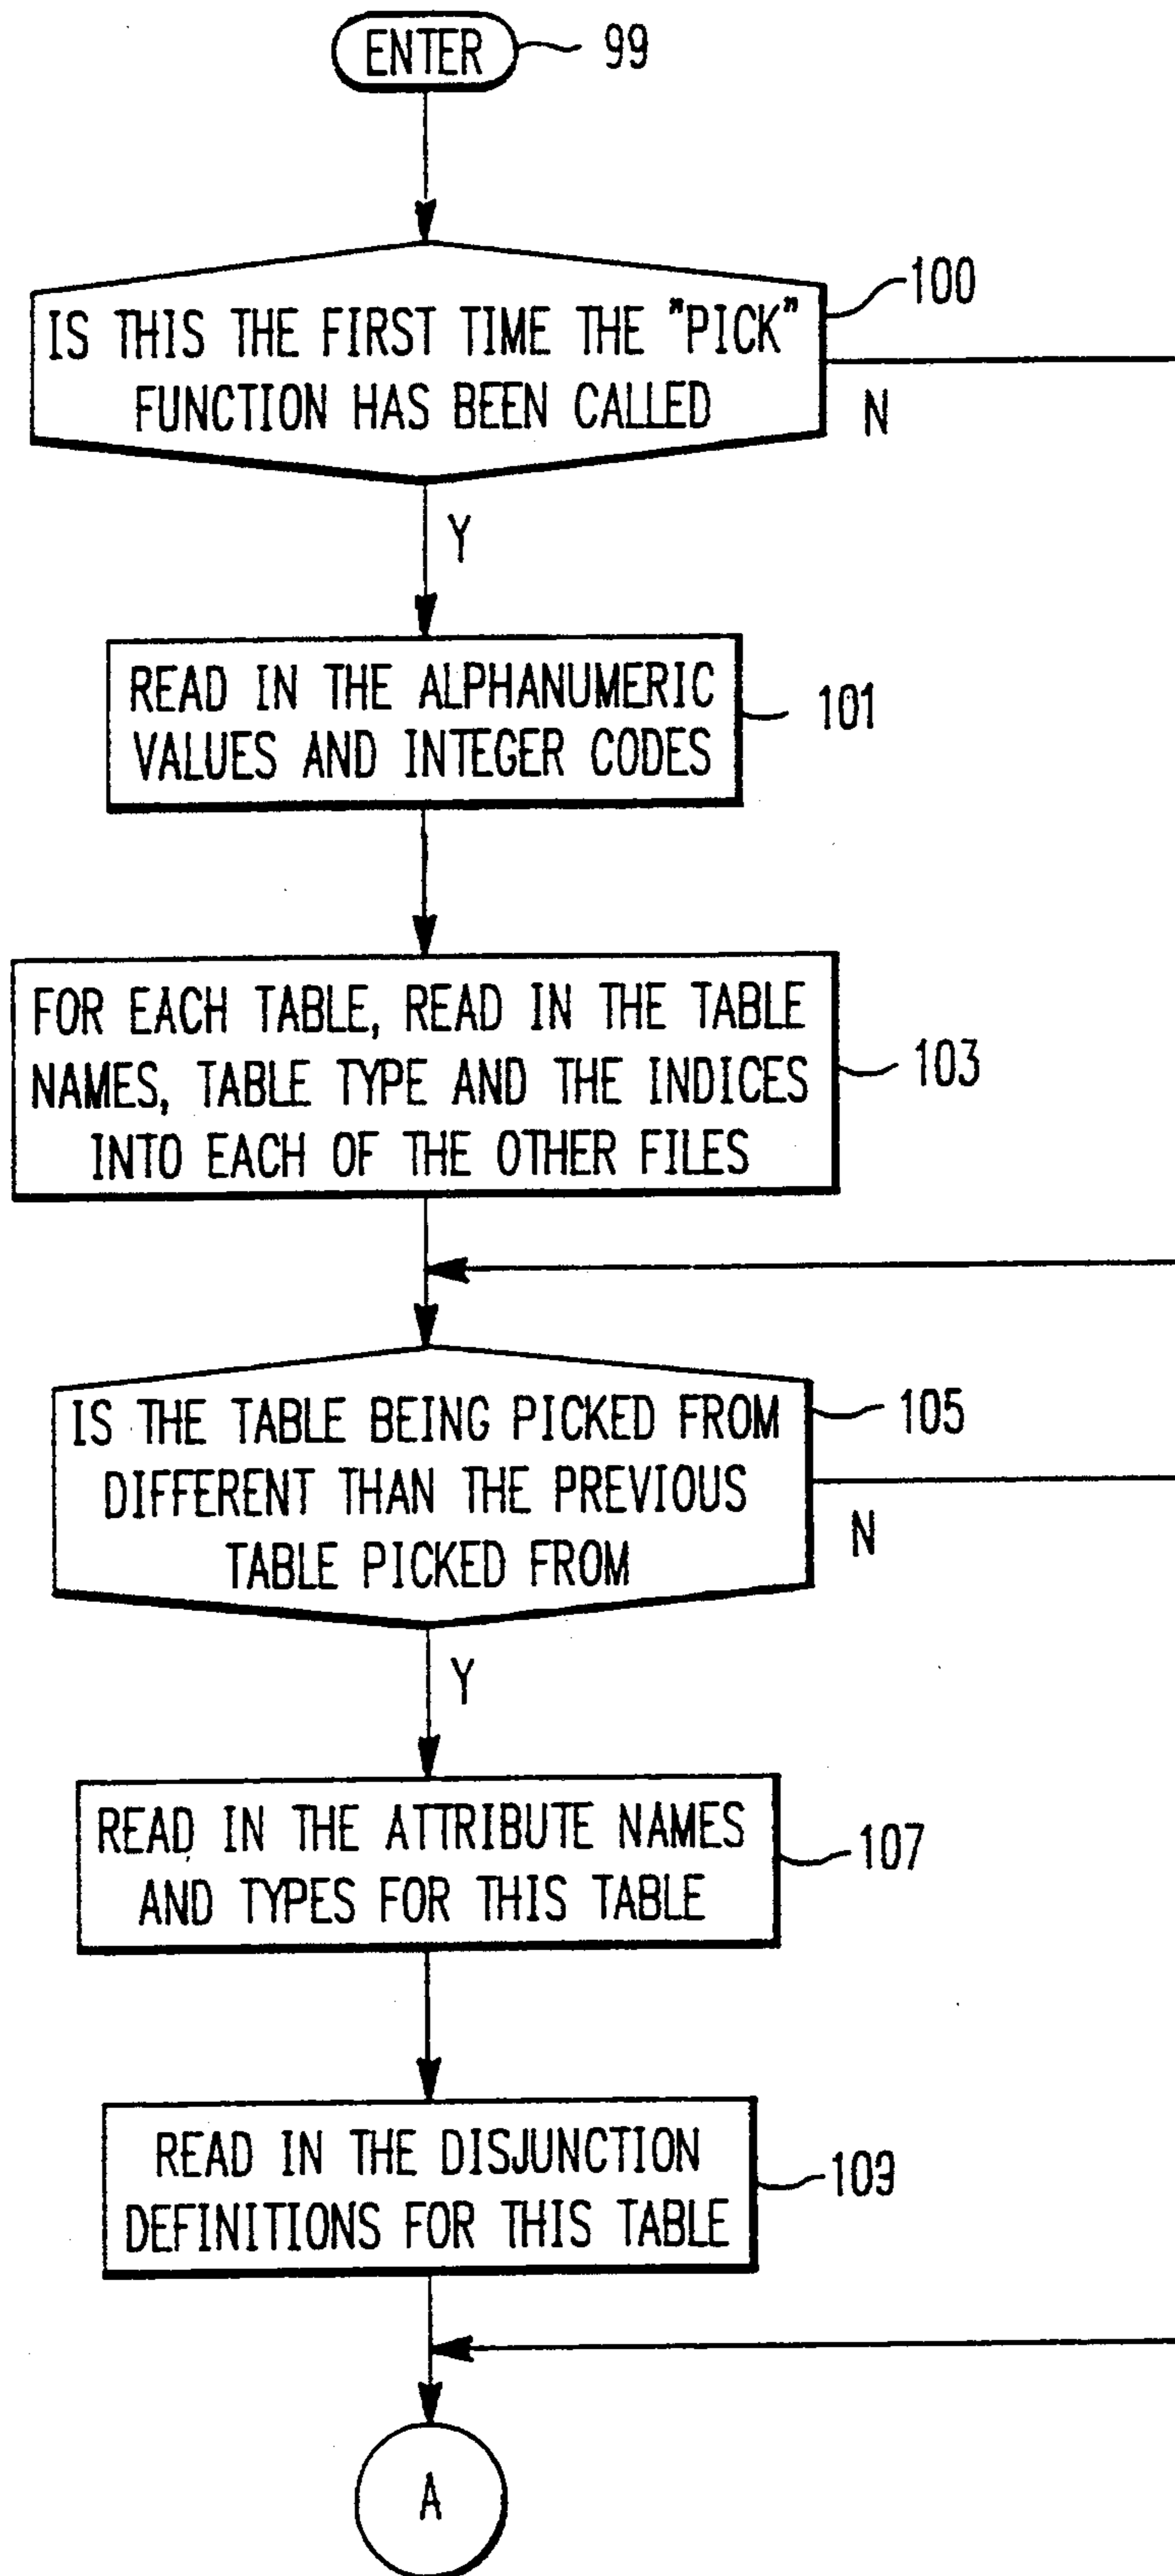 ENTER 99
100
IS THIS THE FIRST TIME THE "PICK"
FUNCTION HAS BEEN CALLED
N
Y
READ IN THE ALPHANUMERIC
VALUES AND INTEGER CODES
101
FOR EACH TABLE, READ IN THE TABLE
NAMES, TABLE TYPE AND THE INDICES
INTO EACH OF THE OTHER FILES
103
IS THE TABLE BEING PICKED FROM
DIFFERENT THAN THE PREVIOUS
TABLE PICKED FROM
105
N
Y
READ IN THE ATTRIBUTE NAMES
AND TYPES FOR THIS TABLE
107
READ IN THE DISJUNCTION
DEFINITIONS FOR THIS TABLE
109
A